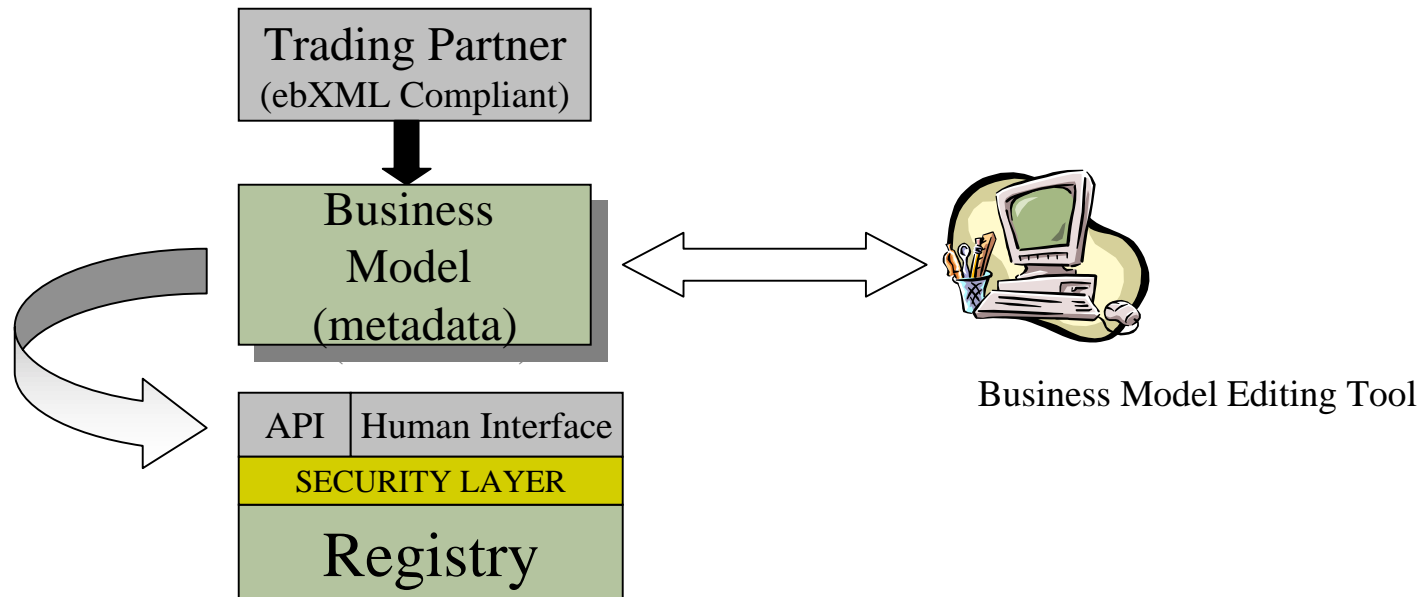 Trading Partner
(ebXML Compliant)
Business
Model
(metadata)
Business Model Editing Tool
API
Human Interface
SECURITY LAYER
Registry